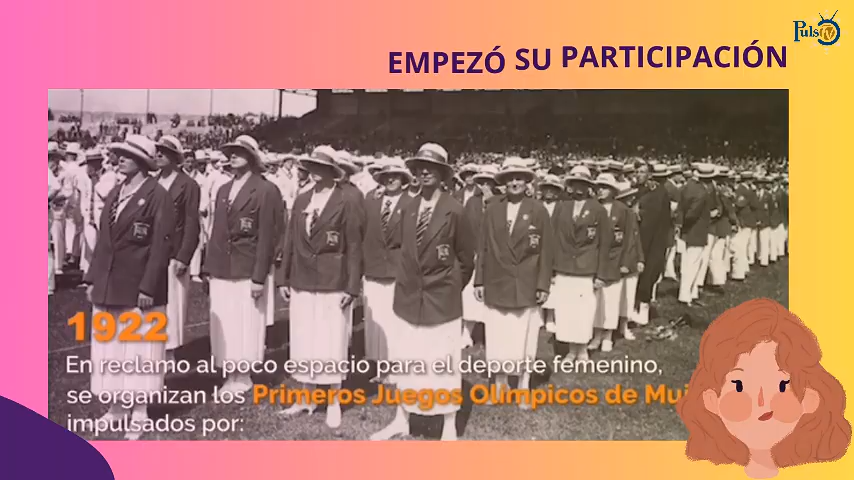 Puls TV
EMPEZÓ SU PARTICIPACIÓN
1922
En reclamo al poco espacio para el deporte femenino,
se organizan los Primeros Juegos Olímpicos de
impulsados por: